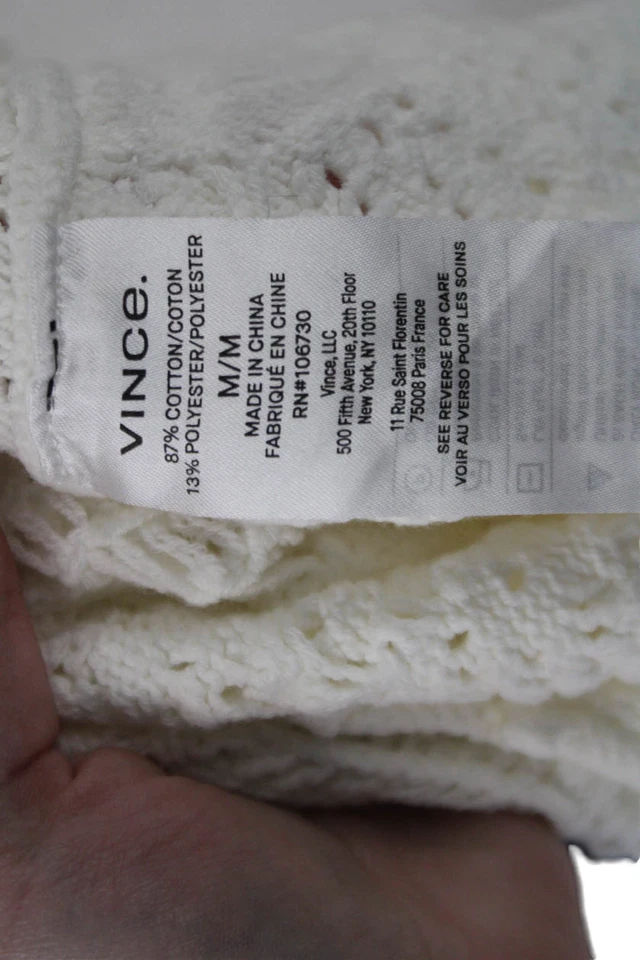 VINCE.
87% COTTON/COTON
13% POLYESTER/POLYESTER
M/M
MADE IN CHINA
FABRIQUÉ EN CHINE
RN#106730
Vince, LLC
500 Fifth Avenue, 20th Floor
New York, NY 10110
11 Rue Saint Florentin
75008 Paris France
SEE REVERSE FOR CARE
VOIR AU VERSO POUR LES SOINS